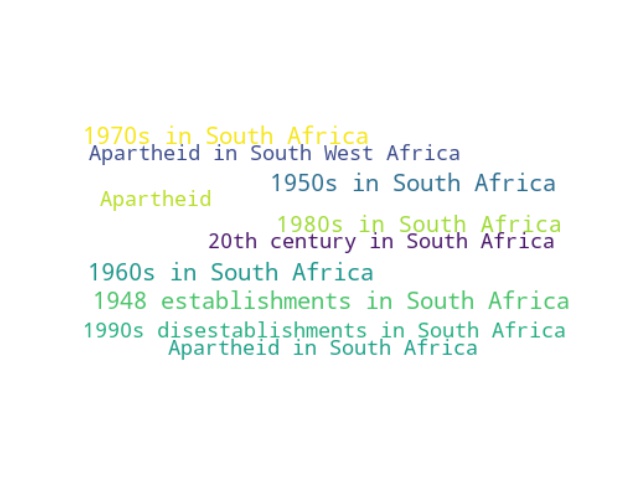 1970s in South Africa
Apartheid in South West Africa
1950s in South Africa
Apartheid
1980s in South Africa
20th century in South Africa
1960s in South Africa
1948 establishments in South Africa
1990s disestablishments in South Africa
Apartheid in South Africa